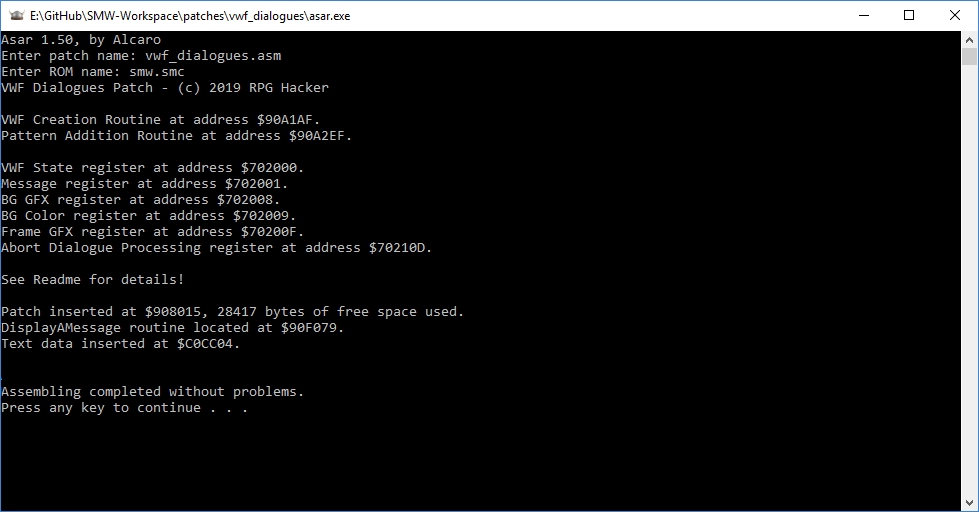 E:\GitHub\SMW-Workspace\patches\vwf_dialogues\asar.exe
Asar 1.50, by Alcaro
Enter patch name: vwf_dialogues.asm
Enter ROM name: smw.smc
VWF Dialogues Patch - (c) 2019 RPG Hacker
VWF Creation Routine at address $90A1AF.
Pattern Addition Routine at address $90A2EF.
VWF State register at address $702000.
Message register at address $702001.
BG GFX register at address $702008.
BG Color register at address $702009.
Frame GFX register at address $70200F.
Abort Dialogue Processing register at address $70210D.
See Readme for details!
Patch inserted at $908015, 28417 bytes of free space used.
DisplayAMessage routine located at $90F079.
Text data inserted at $C0CC04.
Assembling completed without problems.
Press any key to continue . . .